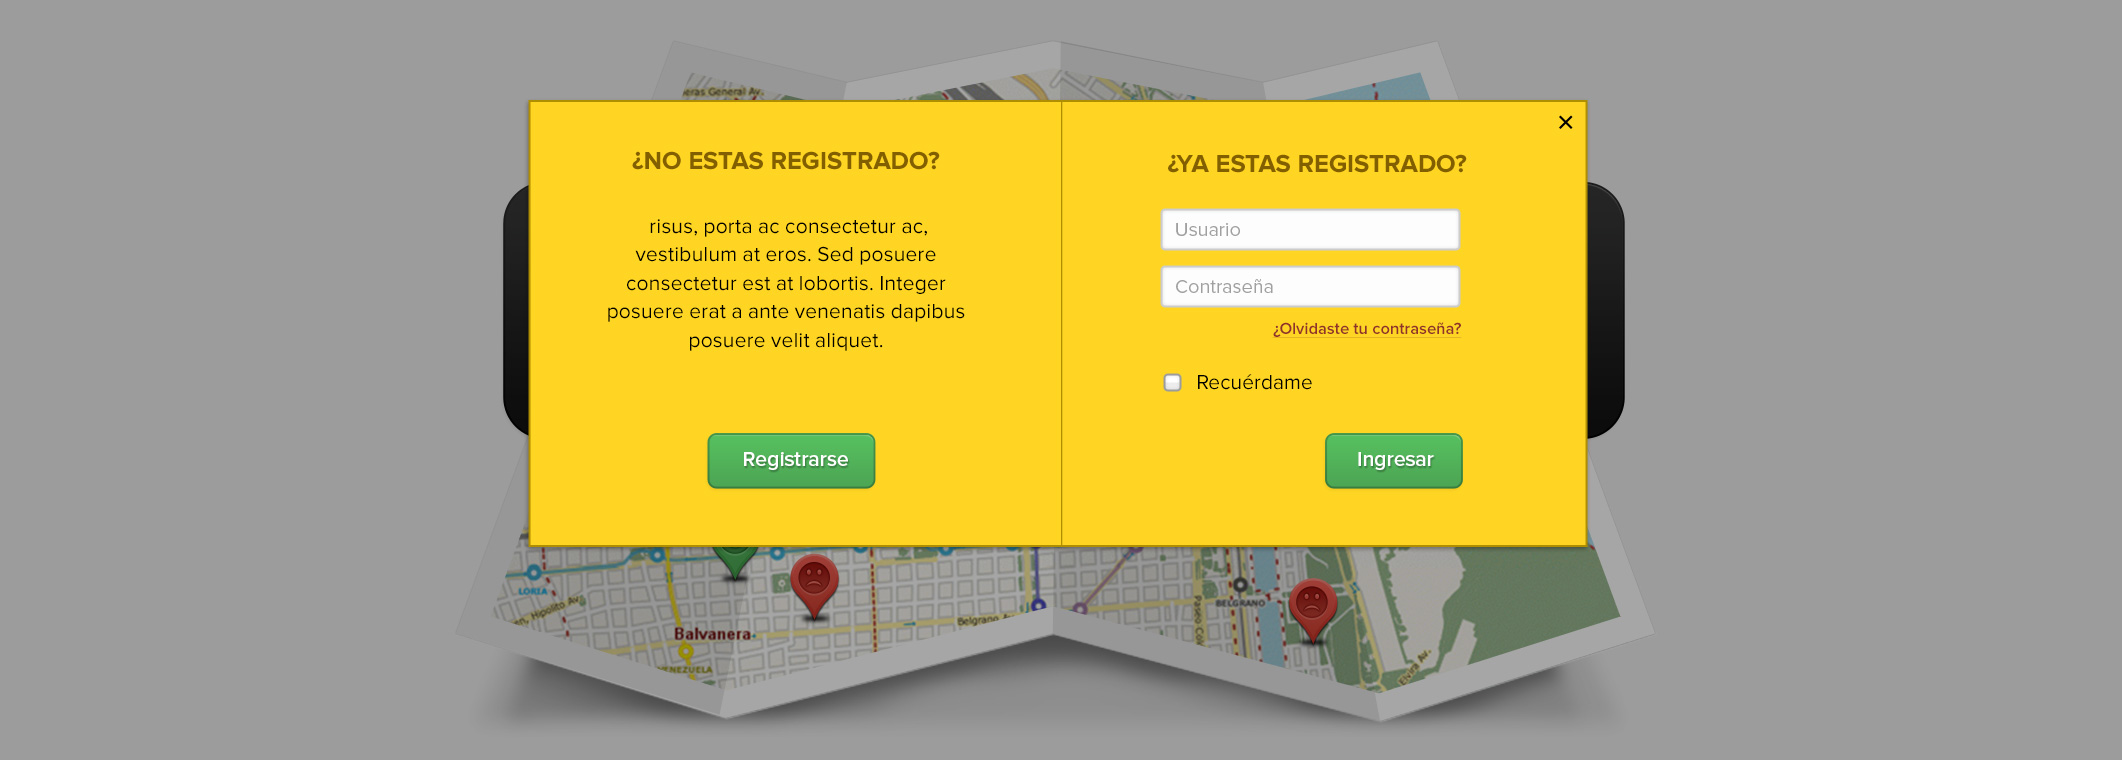 eras General Av.
¿NO ESTAS REGISTRADO?
risus, porta ac consectetur ac,
vestibulum at eros. Sed posuere
consectetur est at lobortis. Integer
posuere erat a ante venenatis dapibus
posuere velit aliquet.
Registrarse
¿YA ESTAS REGISTRADO?
Usuario
Contraseña
¿Olvidaste tu contraseña?
Recuérdame
Ingresar
LORIA
Hipolito Av.
Balvanera
VENEZUELA
Belgrano Av.
BELGRANO
Paseo Col
Elvira Av.